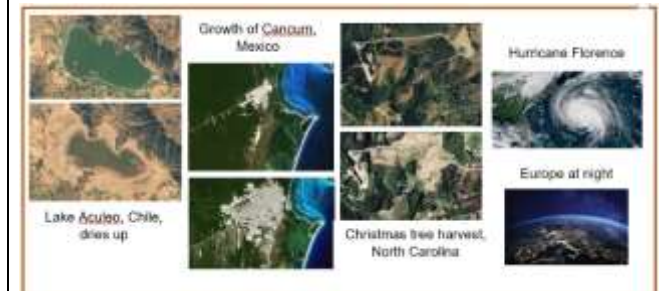 Growth of Cancum,
Mexico
Hurricane Florence
Europe at night
Lake Aculeo, Chile,
dries up
Christmas tree harvest,
North Carolina